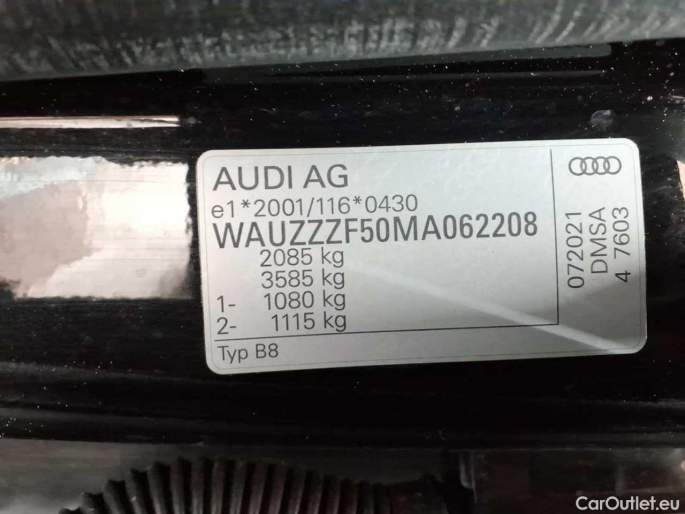 AUDI AG
e1*2001/116*0430
WAUZZZF50MA062208
2085 kg
3585 kg
1- 1080 kg
2- 1115 kg
Typ B8
072021
DMSA
4 7603
CarOutlet.eu